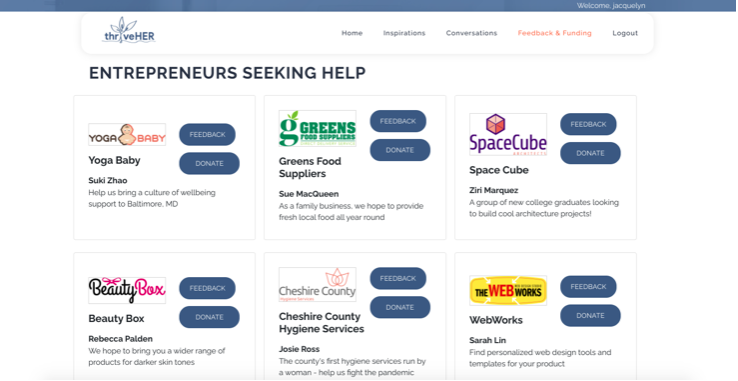 Welcome, jacquelyn
thriveHER
Home Inspirations Conversations Feedback & Funding Logout
ENTREPRENEURS SEEKING HELP
YOGA BABY
FEEDBACK
DONATE
Yoga Baby
Suki Zhao
Help us bring a culture of wellbeing
support to Baltimore, MD
GREENS
FOOD SUPPLIERS
FEEDBACK
DONATE
Greens Food
Suppliers
Sue MacQueen
As a family business, we hope to provide
fresh local food all year round
SpaceCube
ARCHITECTS
FEEDBACK
DONATE
Space Cube
Ziri Marquez
A group of new college graduates looking
to build cool architecture projects!
BeautyBox
FEEDBACK
DONATE
Beauty Box
Rebecca Palden
We hope to bring you a wider range of
products for darker skin tones
Cheshire County
Hygiene Services
FEEDBACK
DONATE
Cheshire County
Hygiene Services
Josie Ross
The county's first hygiene services run by
a woman - help us fight the pandemic
THE WEB WORKS
FEEDBACK
DONATE
WebWorks
Sarah Lin
Find personalized web design tools and
templates for your product